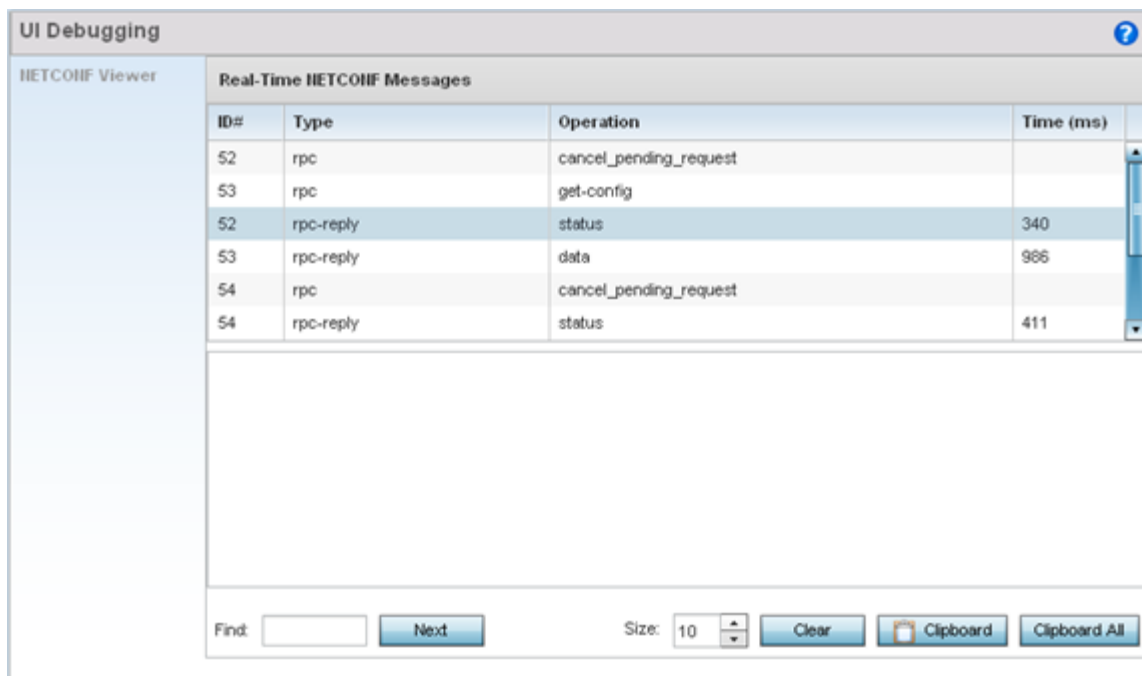 UI Debugging
NETCONF Viewer
Real-Time NETCONF Messages
ID# Type Operation Time (ms)
52 rpc cancel_pending_request
53 rpc get-config
52 rpc-reply status 340
53 rpc-reply data 986
54 rpc cancel_pending_request
54 rpc-reply status 411
Find: Next Size: 10 Clear Clipboard Clipboard All